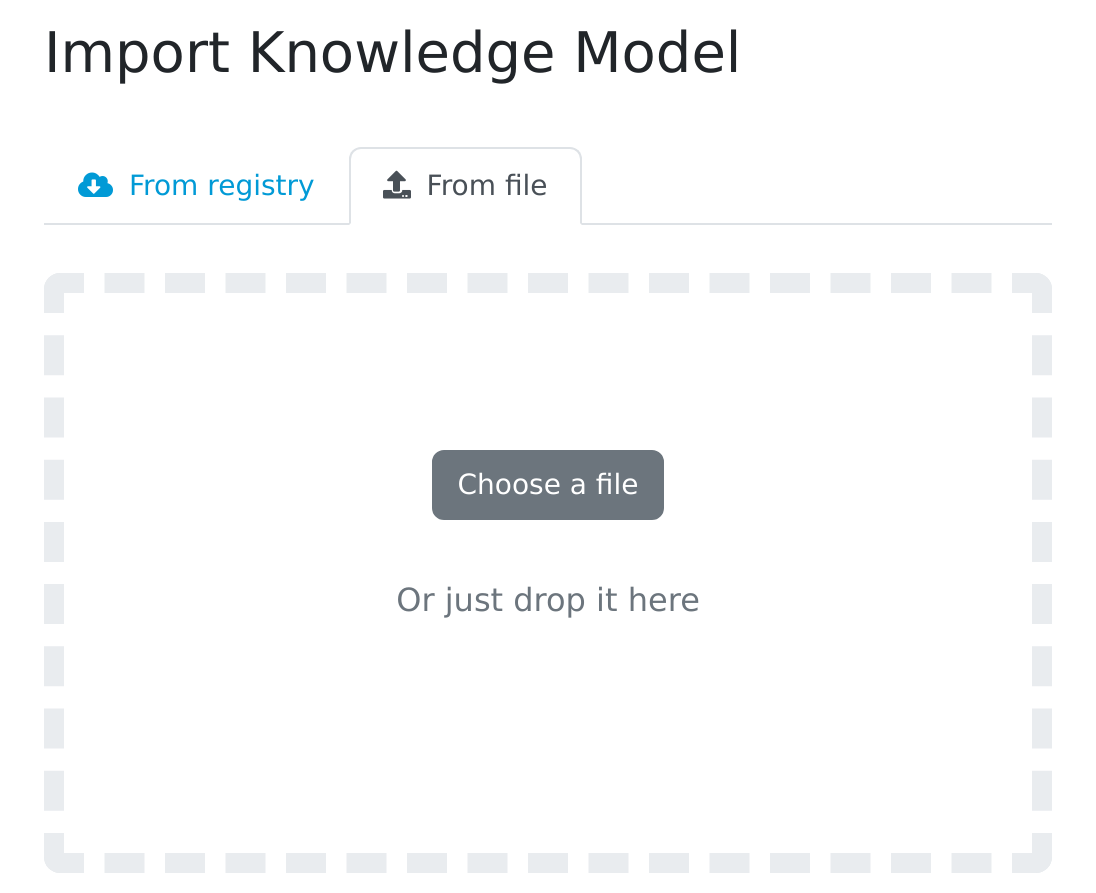 Import Knowledge Model
From registry
From file
Choose a file
Or just drop it here